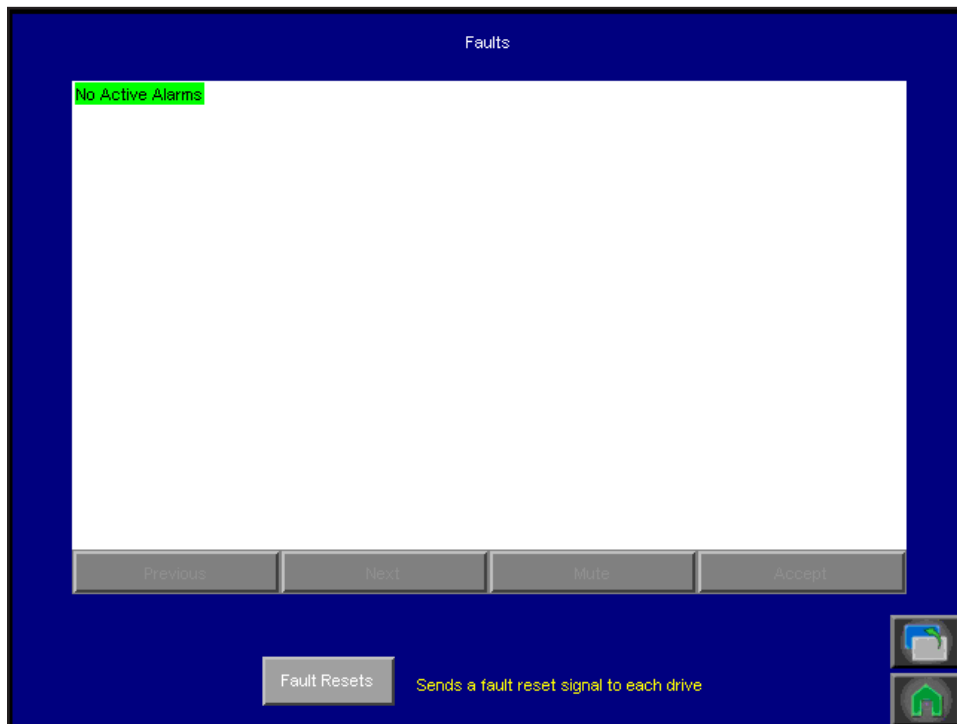 Faults
No Active Alarms
Previous Next Mute Accept
Fault Resets Sends a fault reset signal to each drive